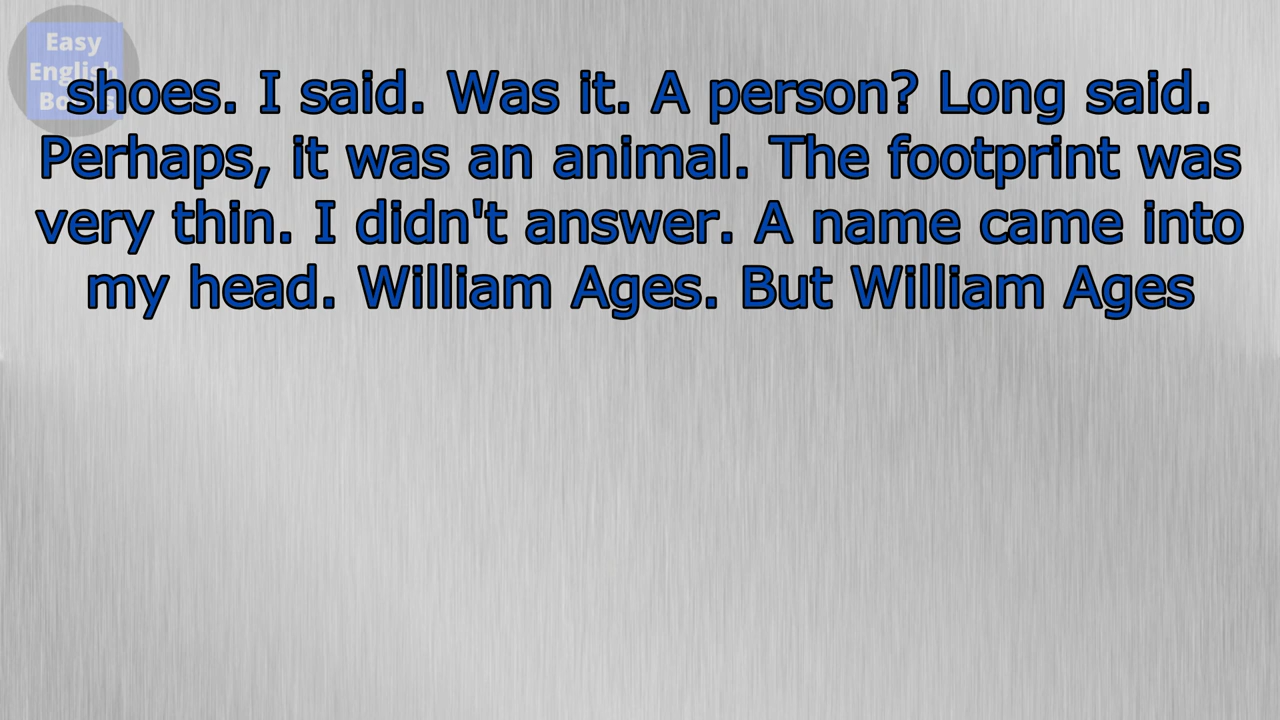 Easy
English
Books
shoes. I said. Was it. A person? Long said.
Perhaps, it was an animal. The footprint was
very thin. I didn't answer. A name came into
my head. William Ages. But William Ages